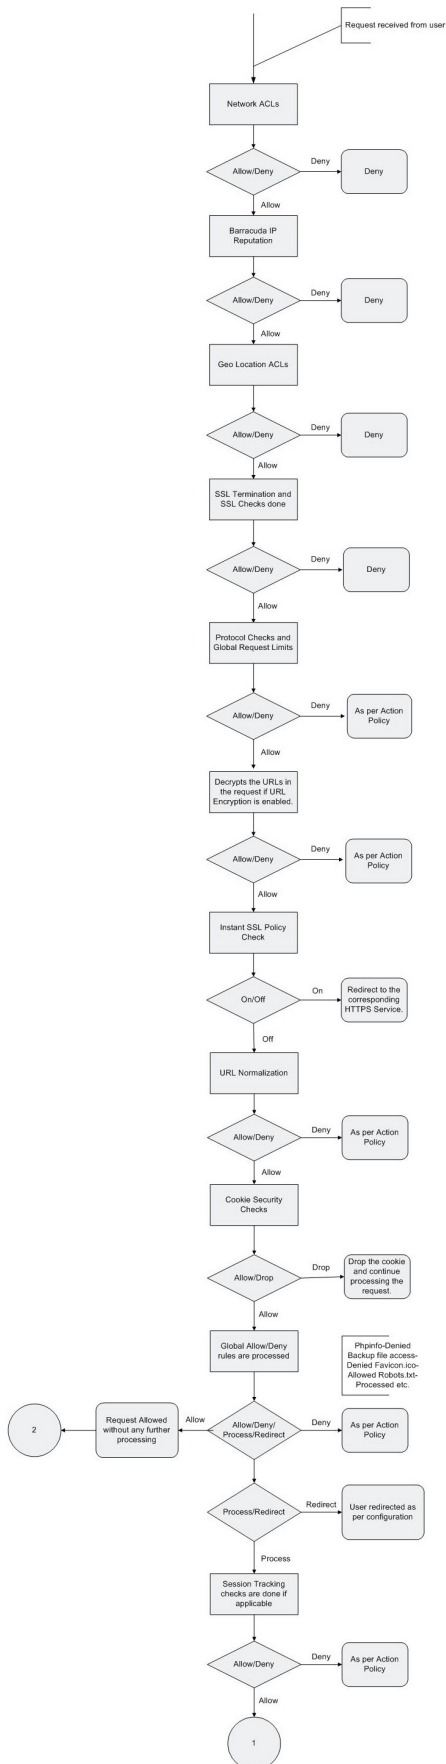 Request received from user
Network ACLs
Allow/Deny
Deny
Deny
Allow
Barracuda IP
Reputation
Allow/Deny
Deny
Deny
Allow
Geo Location ACLs
Allow/Deny
Deny
Deny
Allow
SSL Termination and
SSL Checks done
Allow/Deny
Deny
Deny
Allow
Protocol Checks and
Global Request Limits
Allow/Deny
Deny
As per Action
Policy
Allow
Decrypts the URLs in
the request if URL
Encryption is enabled.
Allow/Deny
Deny
As per Action
Policy
Allow
Instant SSL Policy
Check
On/Off
On
Redirect to the
corresponding
HTTPS Service.
Off
URL Normalization
Allow/Deny
Deny
As per Action
Policy
Allow
Cookie Security
Checks
Allow/Drop
Drop
Drop the cookie
and continue
processing the
request.
Allow
Global Allow/Deny
rules are processed
Phpinfo-Denied
Backup file access-
Denied Favicon.ico-
Allowed Robots.txt-
Processed etc.
2
Request Allowed
without any further
processing
Allow
Allow/Deny/
Process/Redirect
Deny
As per Action
Policy
Process/Redirect
Redirect
User redirected as
per configuration
Process
Session Tracking
checks are done if
applicable
Allow/Deny
Deny
As per Action
Policy
Allow
1